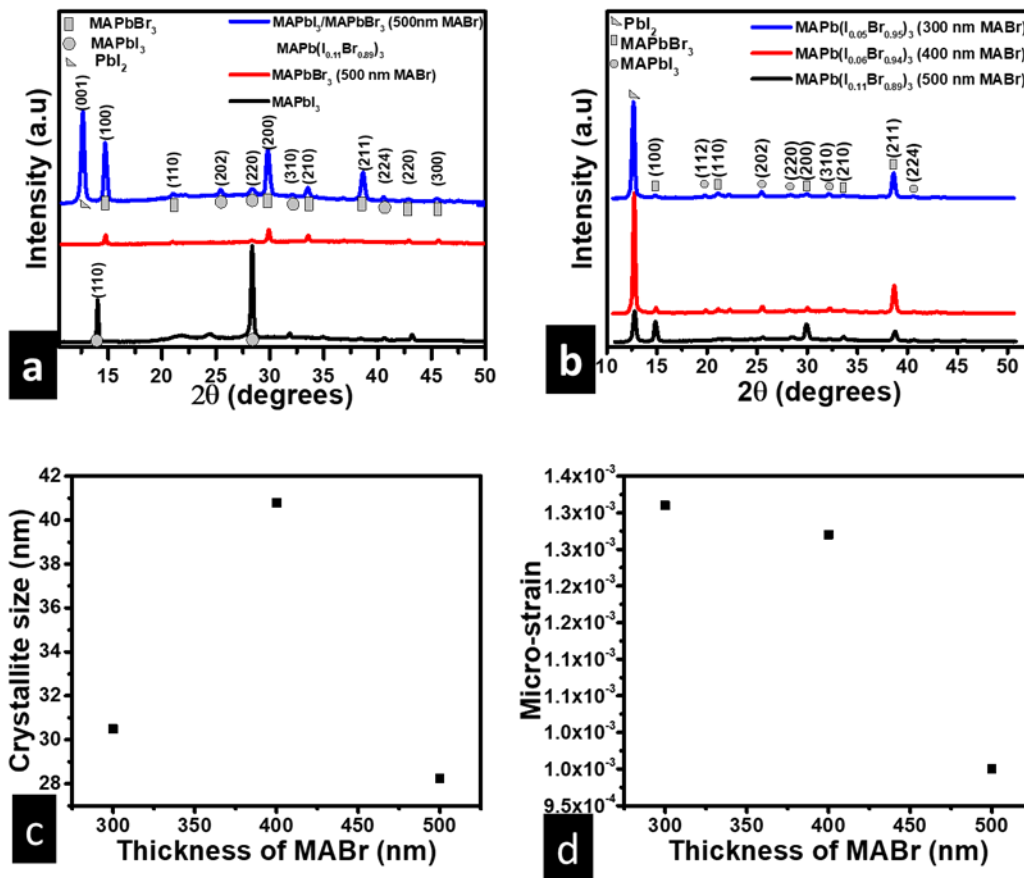 MAPbBr₃
MAPbI₃
PbI₂
MAPbI₃/MAPbBr₃ (500nm MABr)
MAPb(I₀.₁₁Br₀.₈₉)₃
MAPbBr₃ (500 nm MABr)
MAPbI₃
(001)
(100)
(110)
(202)
(220)
(200)
(310)
(210)
(211)
(224)
(220)
(300)
(110)
Intensity (a.u)
15 20 25 30 35 40 45 50
2θ (degrees)
a
PbI₂
MAPbBr₃
MAPbI₃
MAPb(I₀.₀₅Br₀.₉₅)₃ (300 nm MABr)
MAPb(I₀.₀₆Br₀.₉₄)₃ (400 nm MABr)
MAPb(I₀.₁₁Br₀.₈₉)₃ (500 nm MABr)
(100)
(112)
(110)
(202)
(220)
(200)
(310)
(210)
(211)
(224)
Intensity (a.u)
10 15 20 25 30 35 40 45 50
2θ (degrees)
b
42
40
38
36
34
32
30
28
Crystallite size (nm)
300 350 400 450 500
Thickness of MABr (nm)
c
1.4x10⁻³
1.3x10⁻³
1.3x10⁻³
1.2x10⁻³
1.2x10⁻³
1.1x10⁻³
1.1x10⁻³
1.0x10⁻³
1.0x10⁻³
9.5x10⁻⁴
Micro-strain
300 350 400 450 500
Thickness of MABr (nm)
d